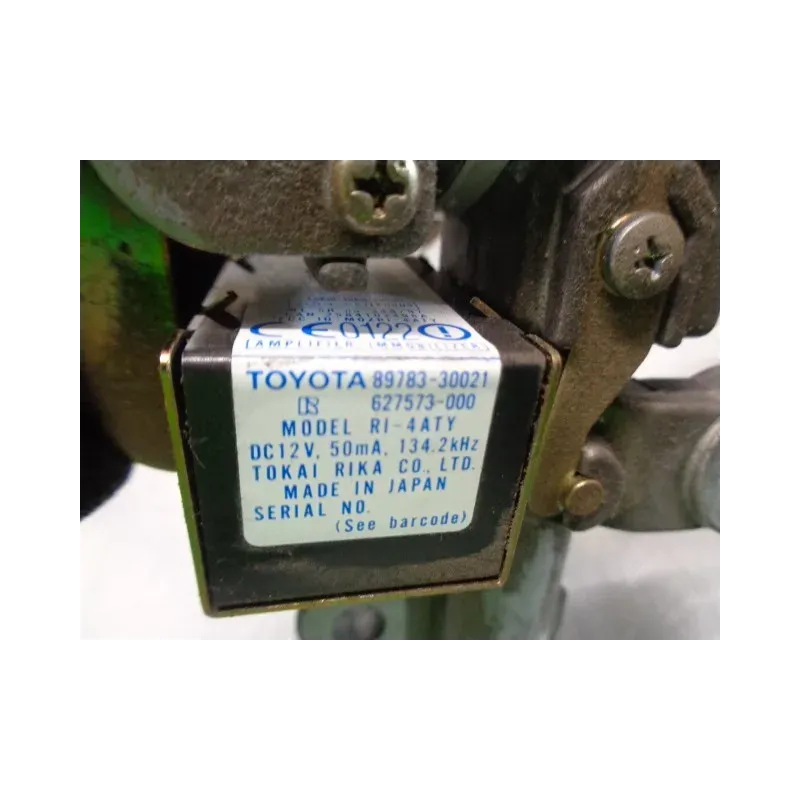 CE0122
[AMPLIFIER IMMOBILIZER]
TOYOTA 89783-30021
627573-000
MODEL RI-4ATY
DC12V, 50mA, 134.2kHz
TOKAI RIKA CO., LTD.
MADE IN JAPAN
SERIAL NO.
(See barcode)